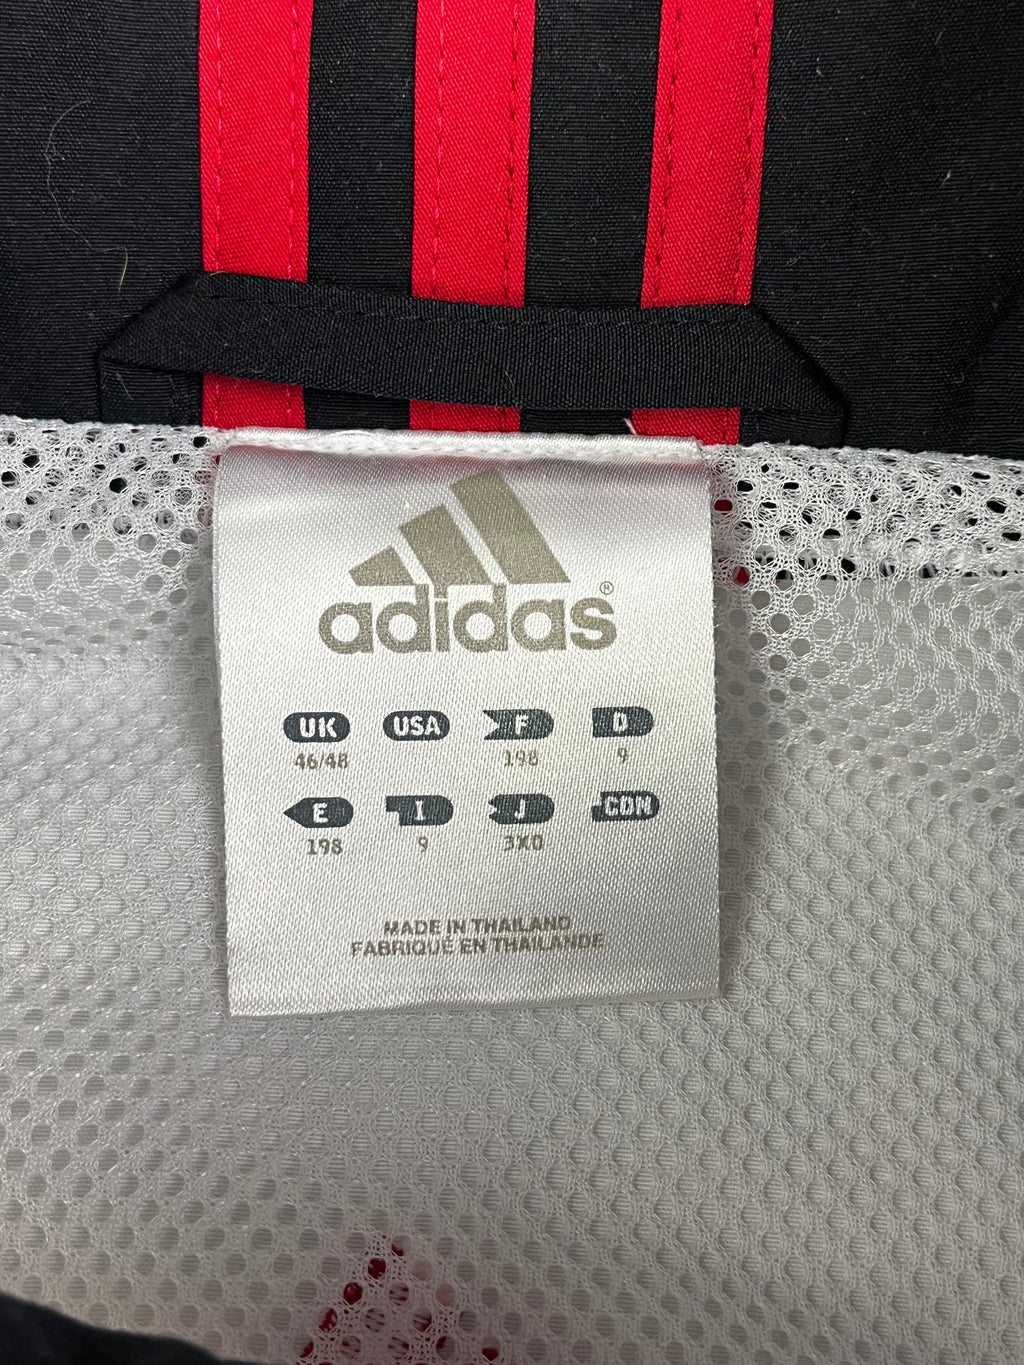 adidas®
UK USA F D
46/48 198 9
E I J CDN
198 9 3XO
MADE IN THAILAND
FABRIQUÉ EN THAILANDE